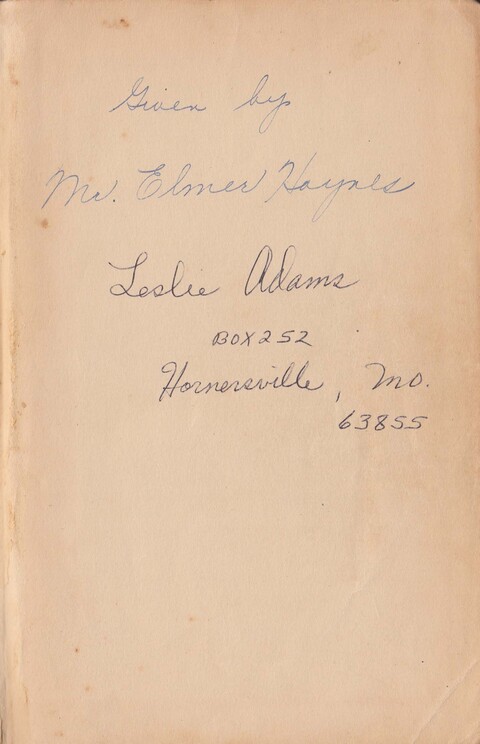 Given by
Mr. Elmer Haynes
Leslie Adams
BOX 252
Hornersville, Mo.
63855